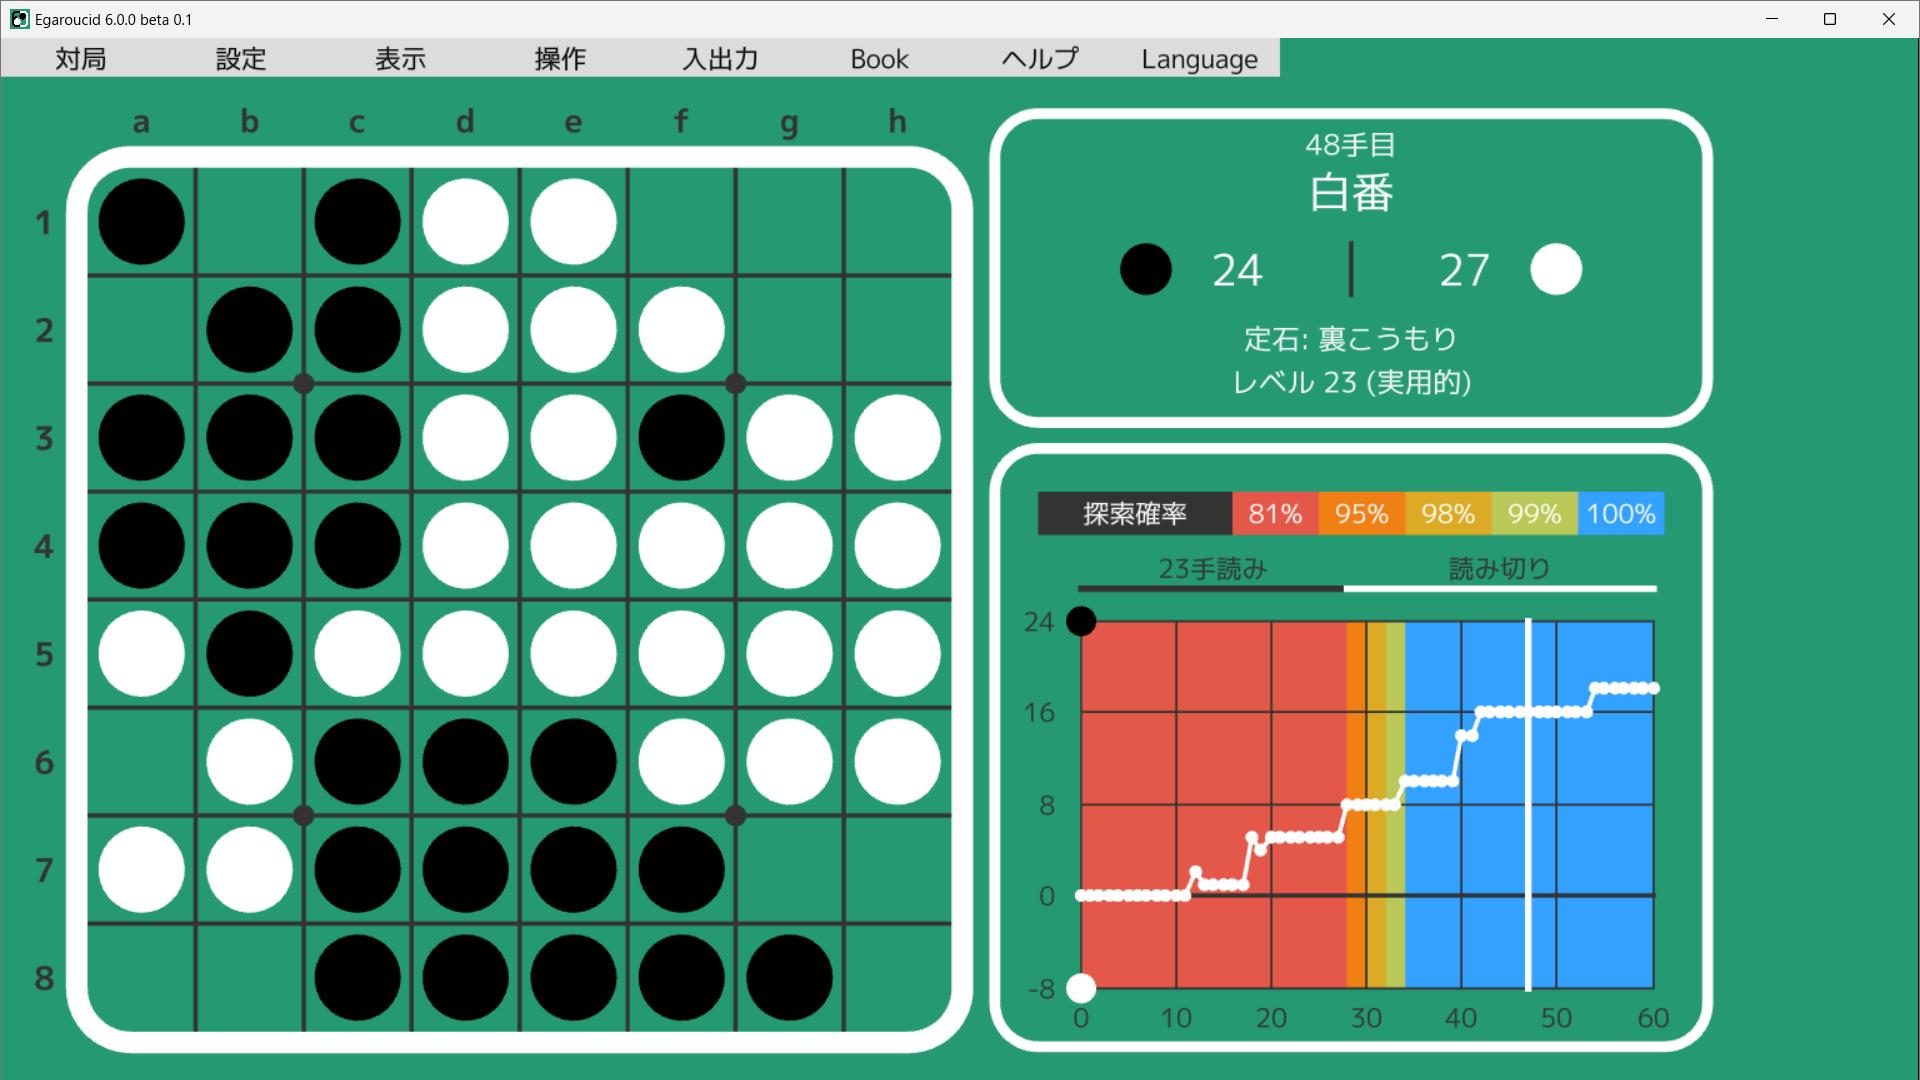 Egaroucid 6.0.0 beta 0.1
対局 設定 表示 操作 入出力 Book ヘルプ Language
a b c d e f g h
1
2
3
4
5
6
7
8
48手目
白番
24 27
定石: 裏こうもり
レベル 23 (実用的)
探索確率 81% 95% 98% 99% 100%
23手読み 読み切り
24
16
8
0
-8
0 10 20 30 40 50 60